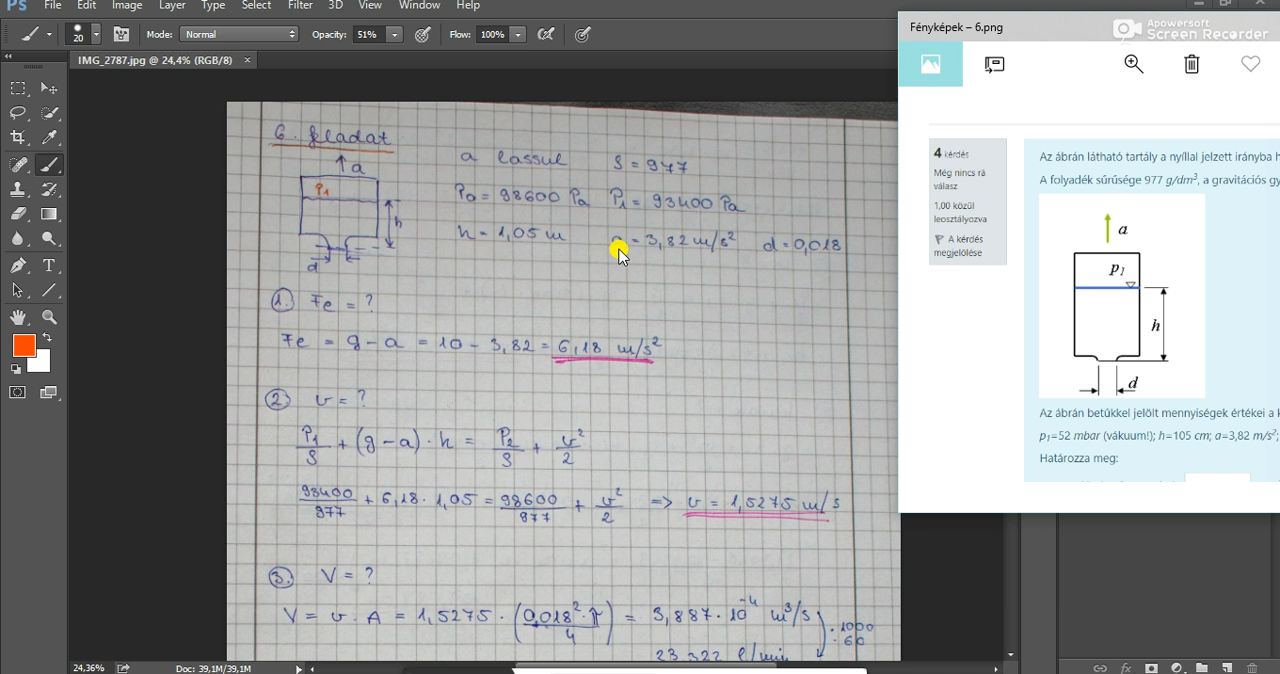 Ps Edit Image Layer Type Select Filter 3D View Window Help
20 Mode: Normal Opacity: 51% Flow: 100%
IMG_2787.jpg @ 24,4% (RGB/8) ×
6. feladat
a
P1
h
d
a lassul ρ = 977
P0 = 98600 Pa P1 = 93400 Pa
h = 1,05 m = 3,82 m/s² d = 0,018
1. Fe = ?
Fe = g - a = 10 - 3,82 = 6,18 m/s²
2 v = ?
P1/ρ + (g-a) · h = P2/ρ + v²/2
93400/977 + 6,18 · 1,05 = 98600/977 + v²/2 => v = 1,5275 m/s
3. V = ?
V = v · A = 1,5275 · (0,018² · π/4) = 3,887 · 10⁻⁴ m³/s
· 1000
· 60
23,322 l/min
24,36% Doc: 39,1M/39,1M
Fényképek – 6.png
Apowersoft
Screen Recorder
4 kérdés
Még nincs rá
válasz
1,00 közül
leosztályozva
A kérdés
megjelölése
Az ábrán látható tartály a nyíllal jelzett irányba
A folyadék sűrűsége 977 g/dm³, a gravitációs
a
p1
h
d
Az ábrán betűkkel jelölt mennyiségek értékei a
p1=52 mbar (vákuum!); h=105 cm; a=3,82 m/s²;
Határozza meg:
fx